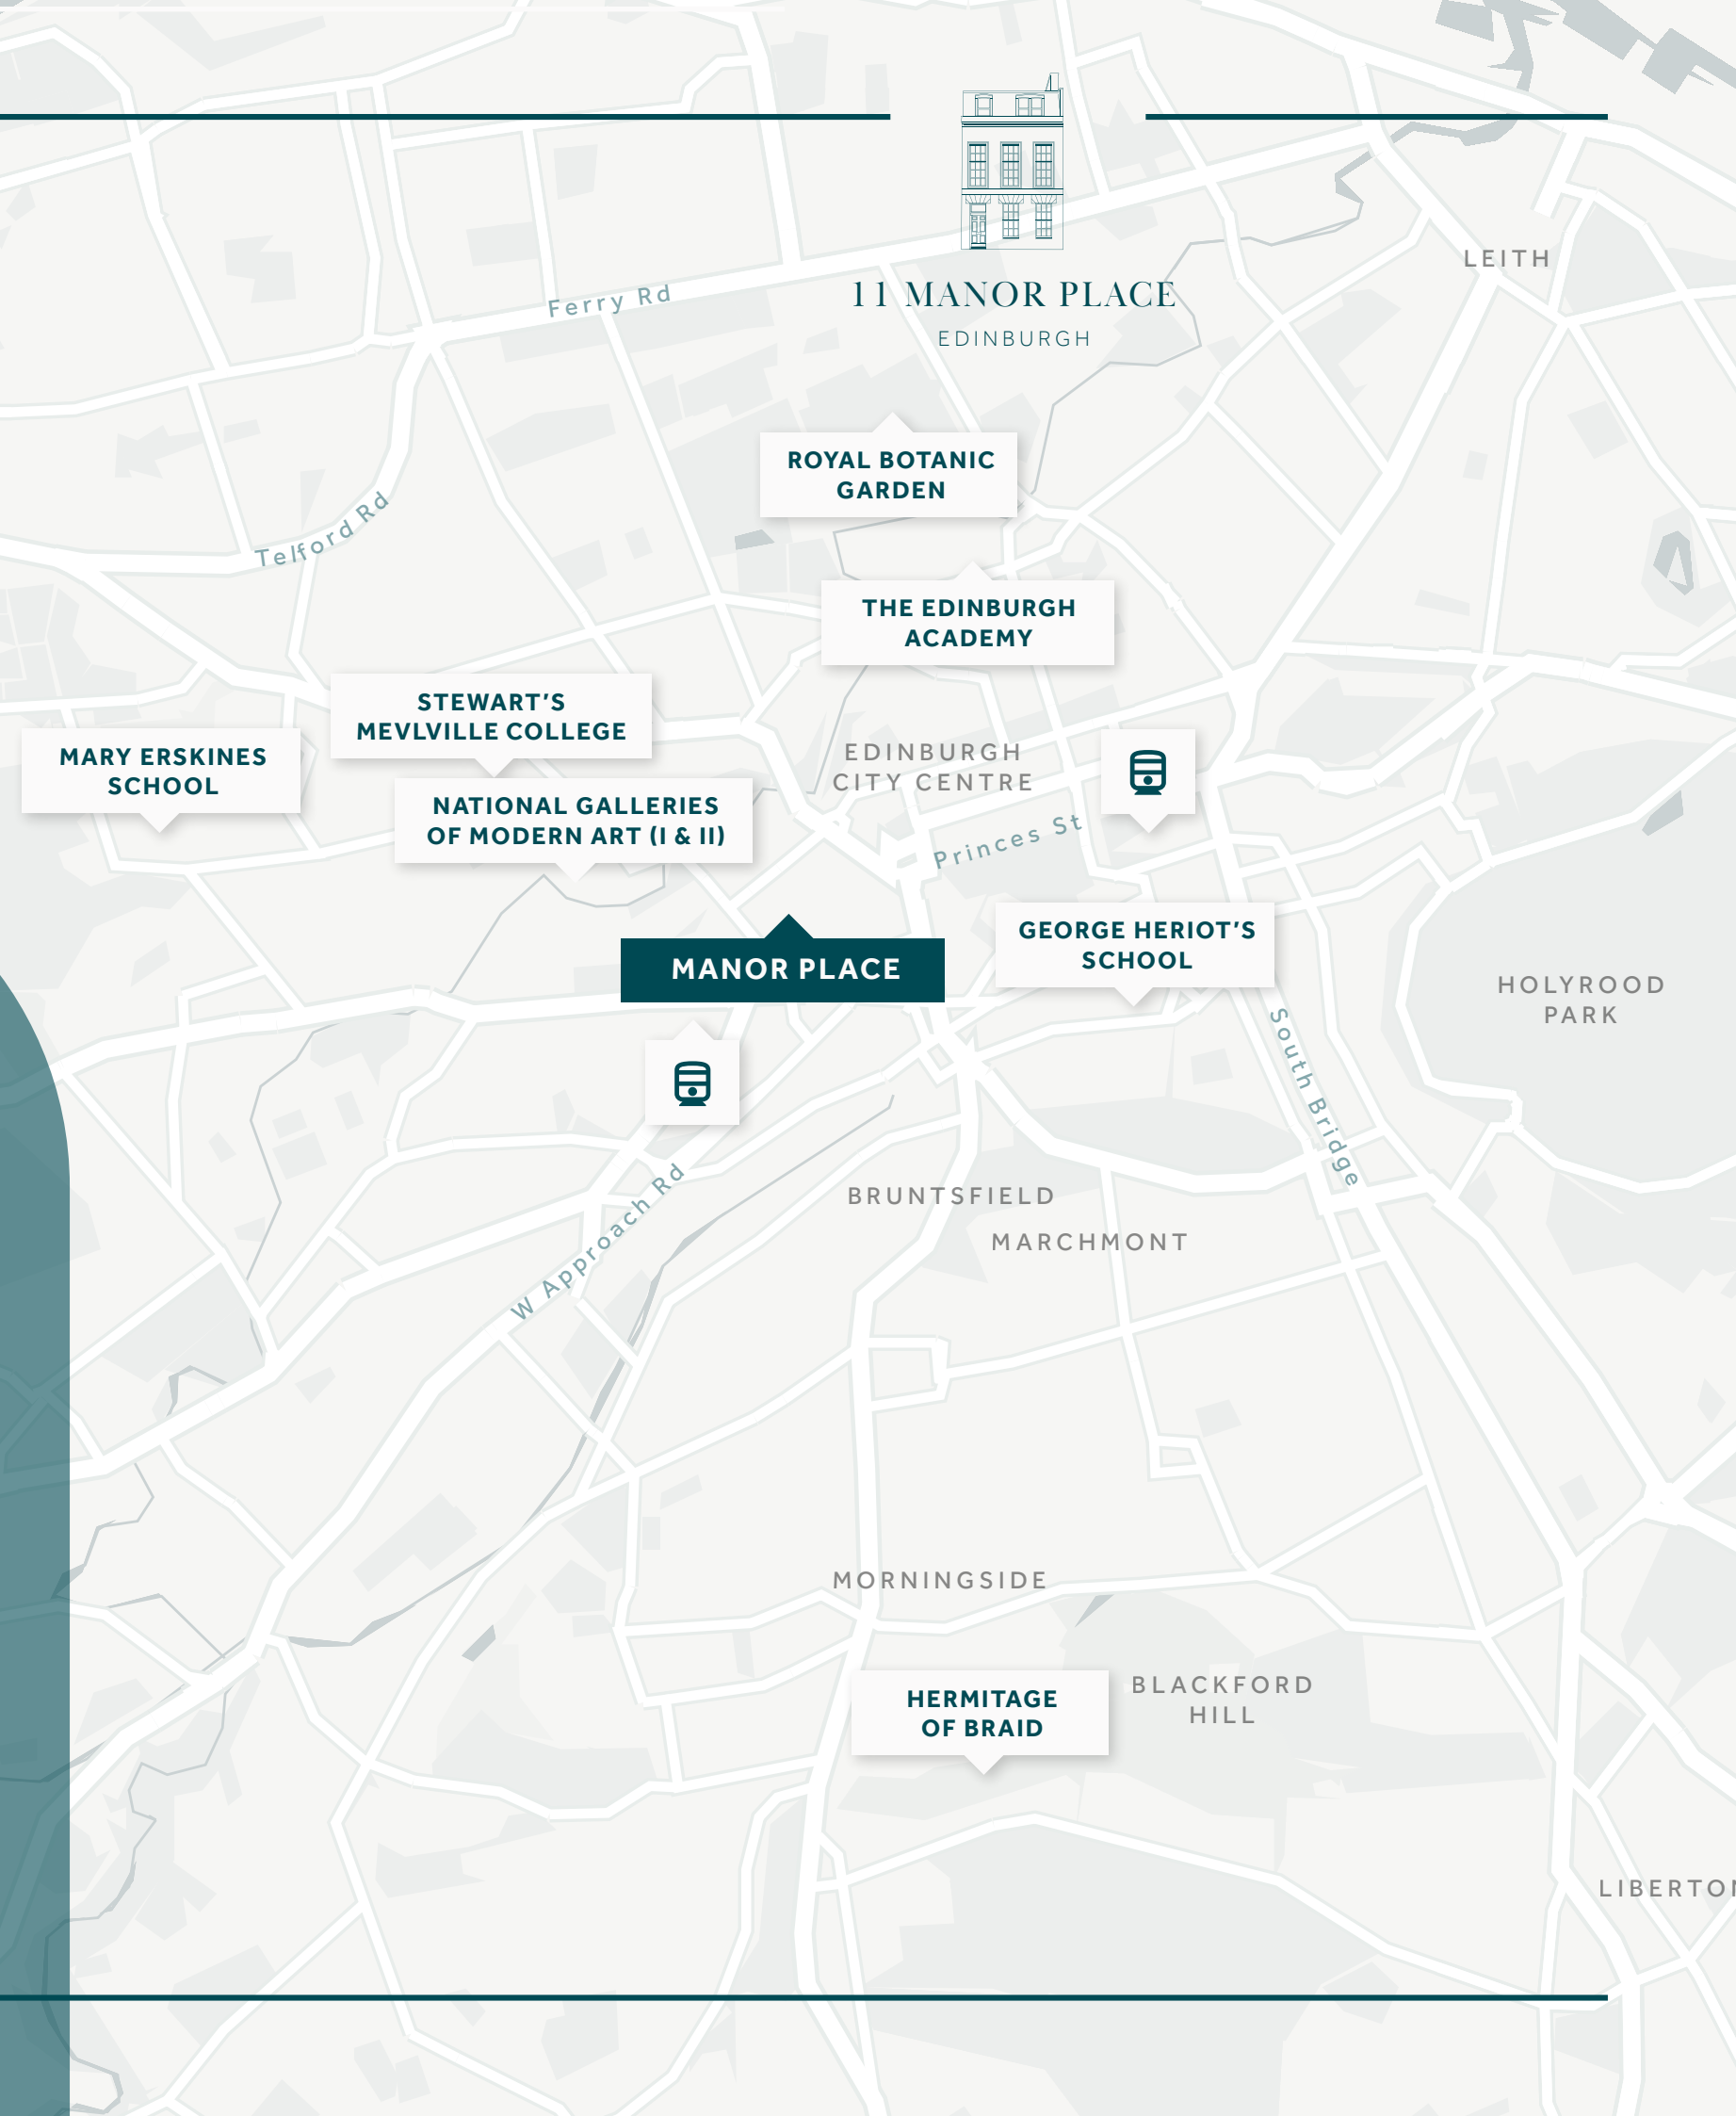 LEITH
Ferry Rd
11 MANOR PLACE
EDINBURGH
ROYAL BOTANIC
GARDEN
Telford Rd
THE EDINBURGH
ACADEMY
STEWART’S
MEVLVILLE COLLEGE
MARY ERSKINES
SCHOOL
EDINBURGH
CITY CENTRE
NATIONAL GALLERIES
OF MODERN ART (I & II)
Princes St
GEORGE HERIOT’S
SCHOOL
MANOR PLACE
HOLYROOD
PARK
South Bridge
W Approach Rd
BRUNTSFIELD
MARCHMONT
MORNINGSIDE
HERMITAGE
OF BRAID
BLACKFORD
HILL
LIBERTON